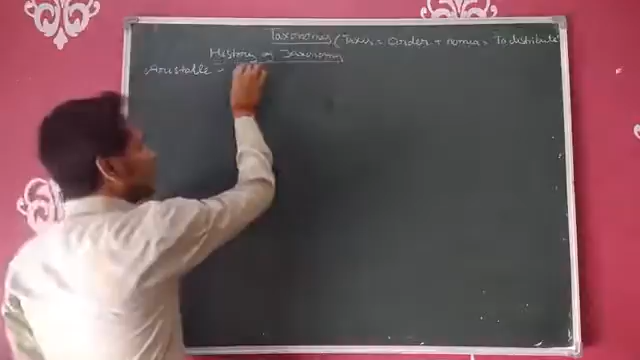 Taxonomy (Taxis = Order + nomia = To distribute
History of Taxonomy
Aristotle -